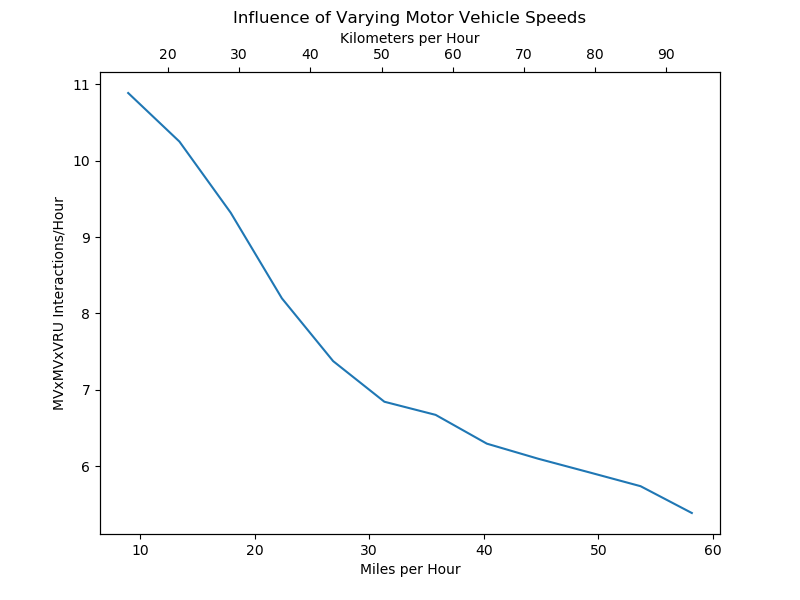 Influence of Varying Motor Vehicle Speeds
Kilometers per Hour
20 30 40 50 60 70 80 90
MVxMVxVRU Interactions/Hour
11
10
9
8
7
6
10 20 30 40 50 60
Miles per Hour